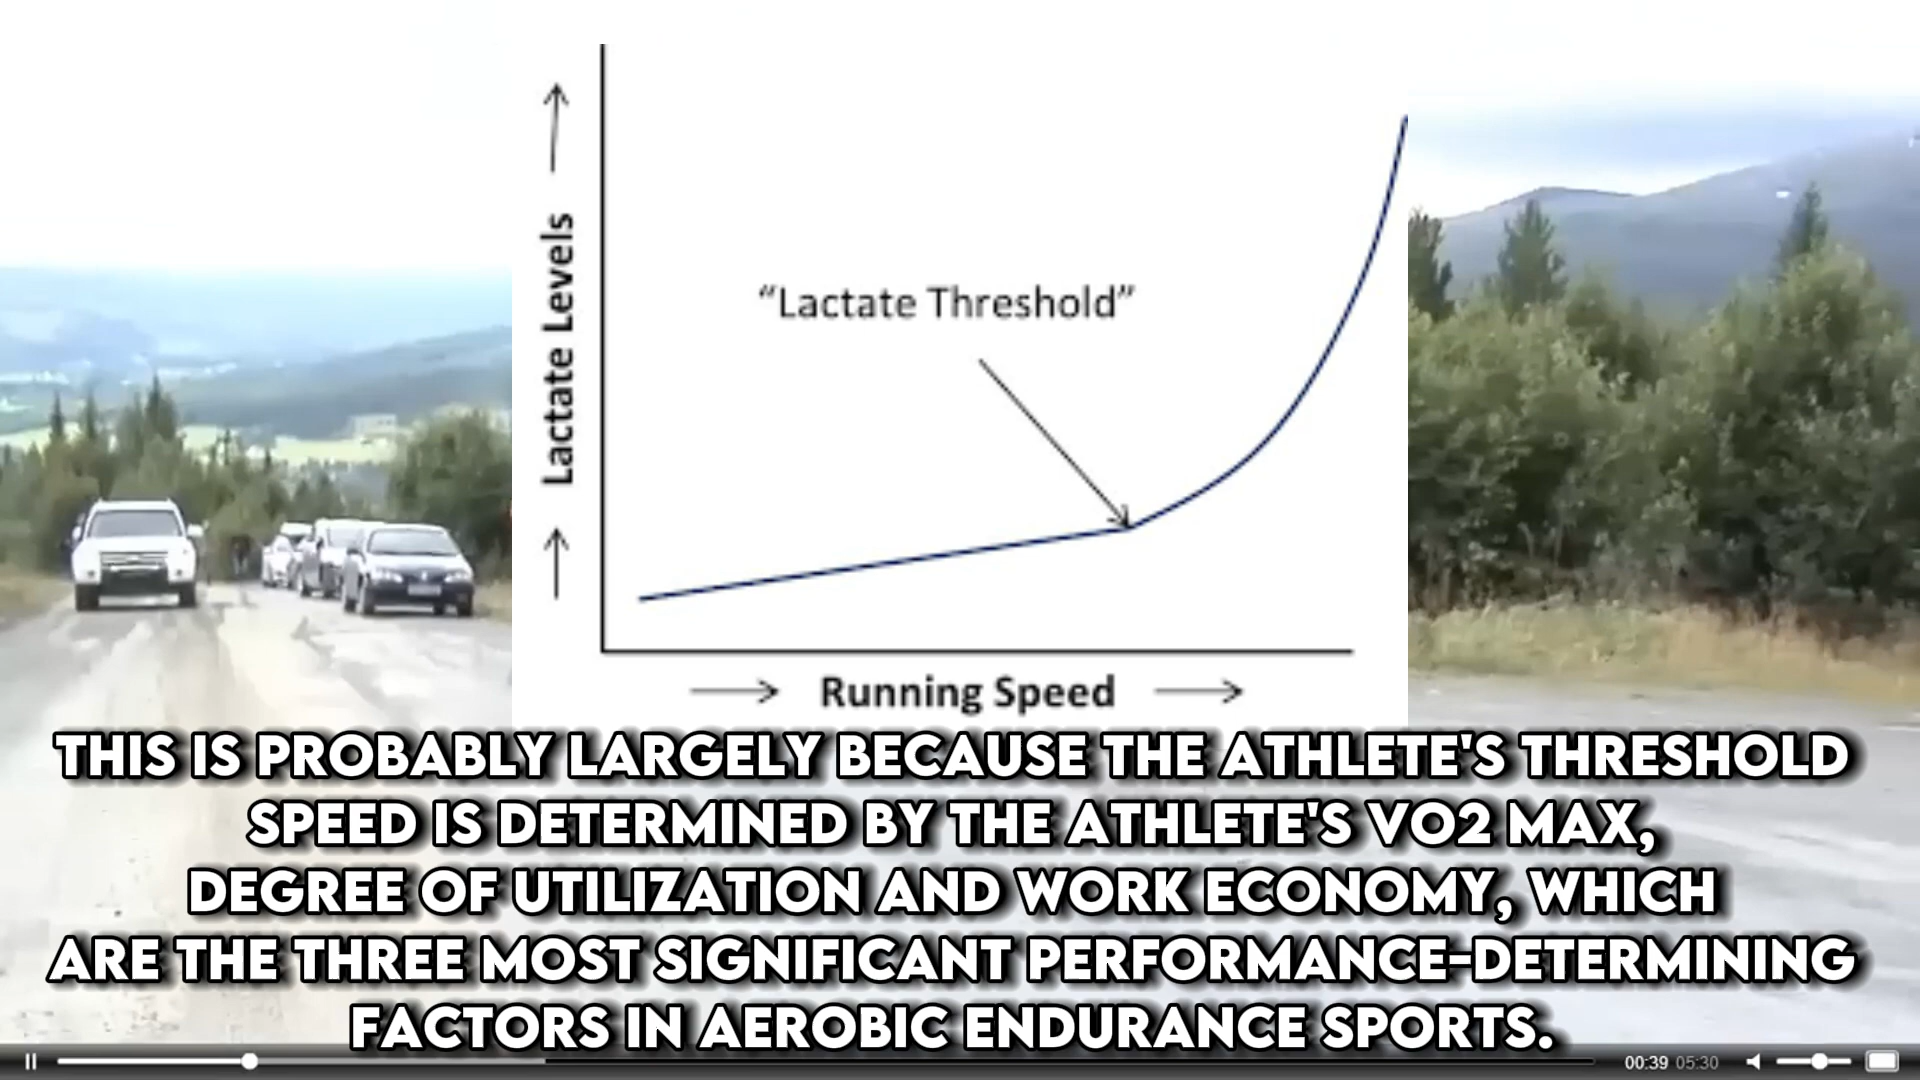 Lactate Levels
“Lactate Threshold”
Running Speed
THIS IS PROBABLY LARGELY BECAUSE THE ATHLETE'S THRESHOLD
SPEED IS DETERMINED BY THE ATHLETE'S VO2 MAX,
DEGREE OF UTILIZATION AND WORK ECONOMY, WHICH
ARE THE THREE MOST SIGNIFICANT PERFORMANCE-DETERMINING
FACTORS IN AEROBIC ENDURANCE SPORTS.
00:39 05:30